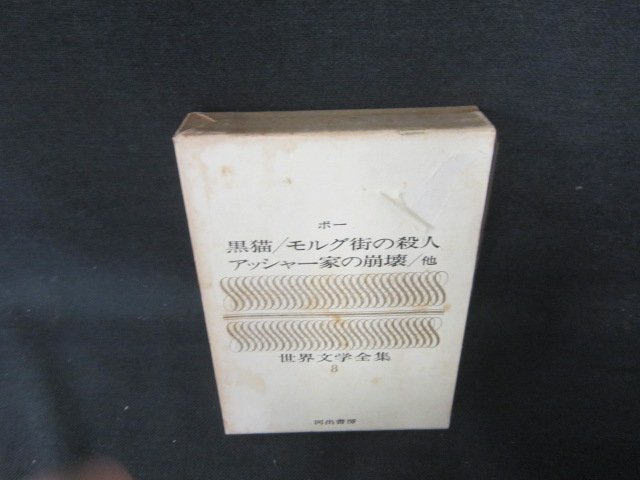 ポー
黒猫/モルグ街の殺人
アッシャー家の崩壊/他
世界文学全集
8
河出書房